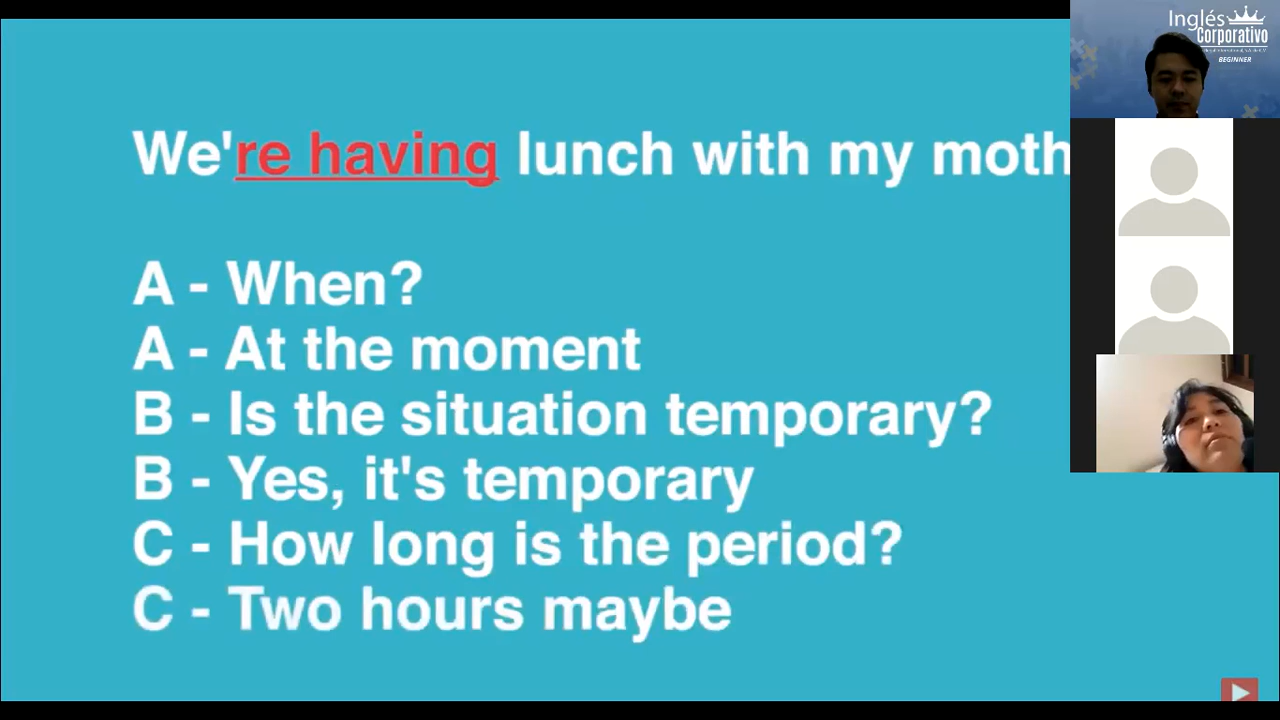 We're having lunch with my moth
A - When?
A - At the moment
B - Is the situation temporary?
B - Yes, it's temporary
C - How long is the period?
C - Two hours maybe
Inglés
Corporativo
BEGINNER